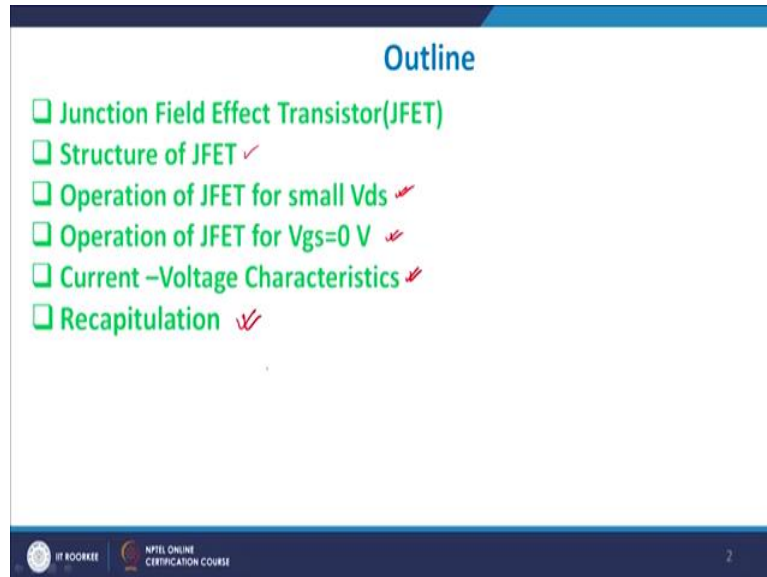 Outline
Junction Field Effect Transistor(JFET)
Structure of JFET
Operation of JFET for small Vds
Operation of JFET for Vgs=0 V
Current –Voltage Characteristics
Recapitulation
IIT ROORKEE
NPTEL ONLINE
CERTIFICATION COURSE
2